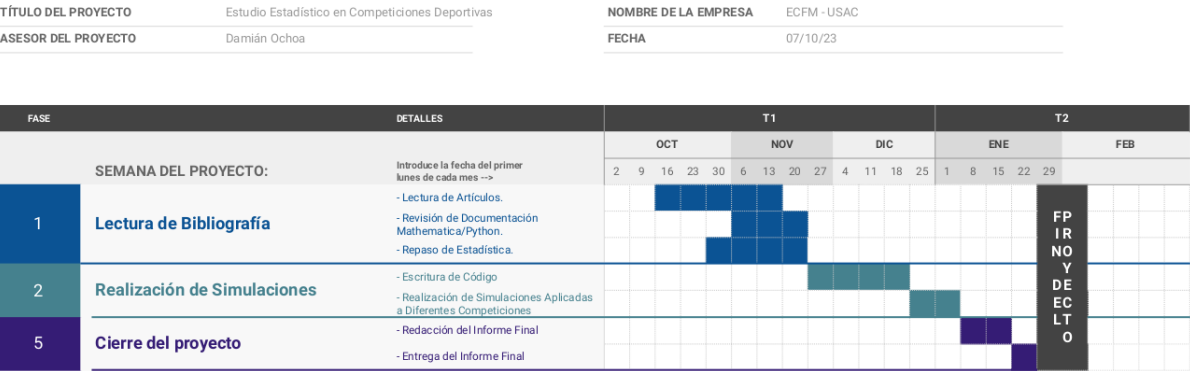 TÍTULO DEL PROYECTO Estudio Estadístico en Competiciones Deportivas NOMBRE DE LA EMPRESA ECFM - USAC
ASESOR DEL PROYECTO Damián Ochoa FECHA 07/10/23
FASE DETALLES T1 T2
OCT NOV DIC ENE FEB
SEMANA DEL PROYECTO: Introduce la fecha del primer
lunes de cada mes -->
2 9 16 23 30 6 13 20 27 4 11 18 25 1 8 15 22 29
1 Lectura de Bibliografía
- Lectura de Artículos.
- Revisión de Documentación
Mathematica/Python.
- Repaso de Estadística.
2 Realización de Simulaciones
- Escritura de Código
- Realización de Simulaciones Aplicadas
a Diferentes Competiciones
5 Cierre del proyecto
- Redacción del Informe Final
- Entrega del Informe Final
FP
IR
NO
Y
DE
EC
LT
O